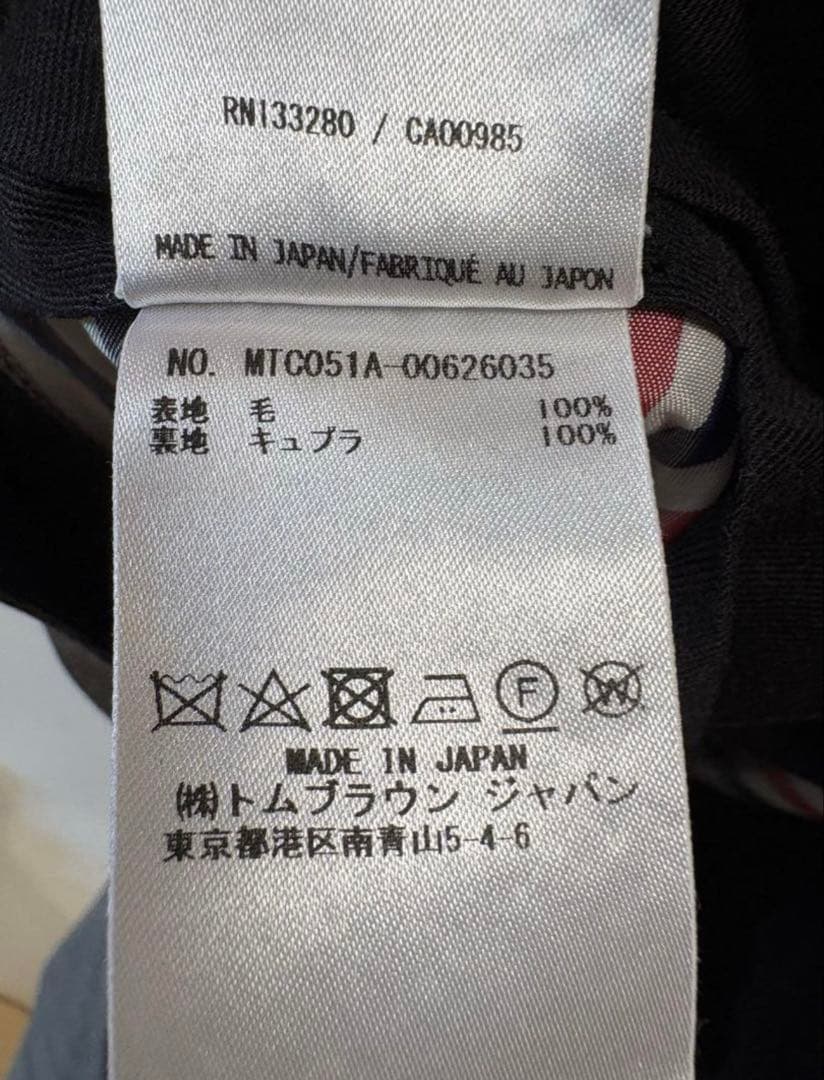 RN133280 / CA00985
MADE IN JAPAN/FABRIQUÉ AU JAPON
NO. MTC051A-00626035
表地 毛 100%
裏地 キュプラ 100%
F W
MADE IN JAPAN
(株)トムブラウン ジャパン
東京都港区南青山5-4-6